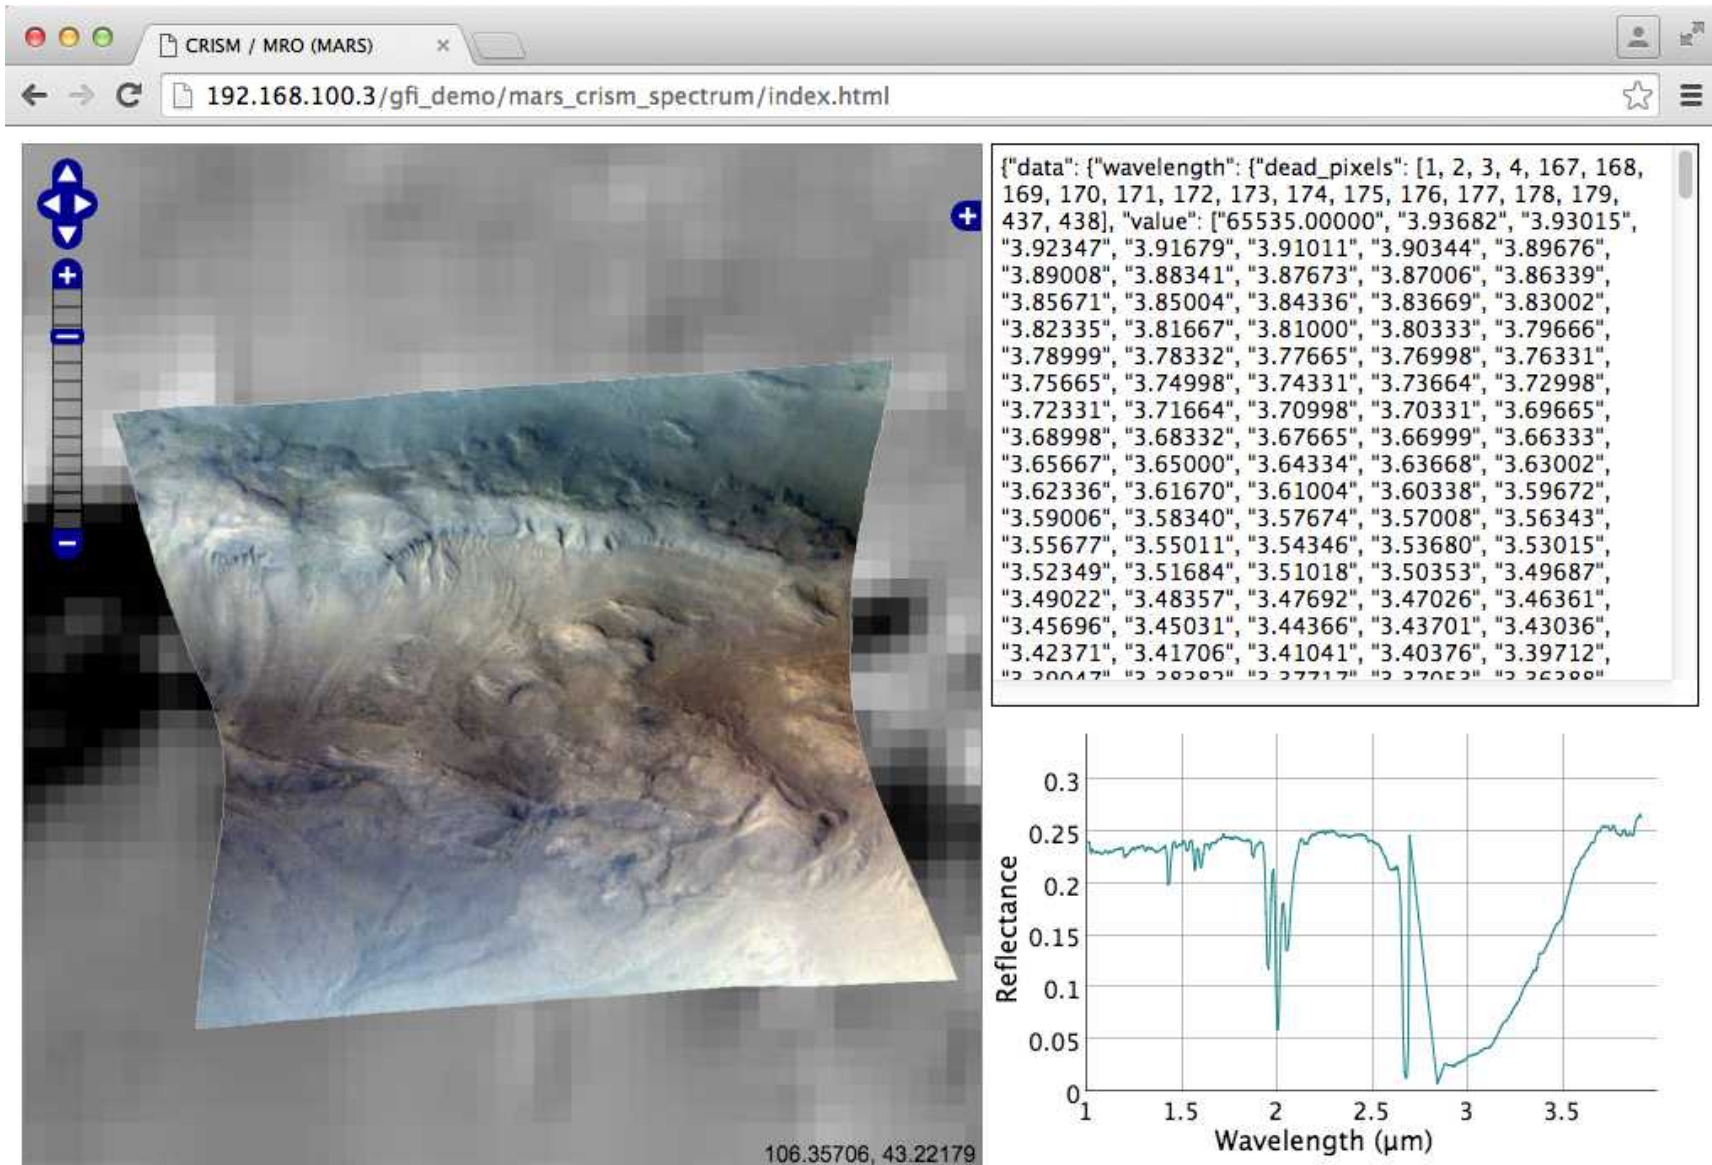 CRISM / MRO (MARS)
192.168.100.3/gfi_demo/mars_crism_spectrum/index.html
{"data": {"wavelength": {"dead_pixels": [1, 2, 3, 4, 167, 168,
169, 170, 171, 172, 173, 174, 175, 176, 177, 178, 179,
437, 438], "value": ["65535.00000", "3.93682", "3.93015",
"3.92347", "3.91679", "3.91011", "3.90344", "3.89676",
"3.89008", "3.88341", "3.87673", "3.87006", "3.86339",
"3.85671", "3.85004", "3.84336", "3.83669", "3.83002",
"3.82335", "3.81667", "3.81000", "3.80333", "3.79666",
"3.78999", "3.78332", "3.77665", "3.76998", "3.76331",
"3.75665", "3.74998", "3.74331", "3.73664", "3.72998",
"3.72331", "3.71664", "3.70998", "3.70331", "3.69665",
"3.68998", "3.68332", "3.67665", "3.66999", "3.66333",
"3.65667", "3.65000", "3.64334", "3.63668", "3.63002",
"3.62336", "3.61670", "3.61004", "3.60338", "3.59672",
"3.59006", "3.58340", "3.57674", "3.57008", "3.56343",
"3.55677", "3.55011", "3.54346", "3.53680", "3.53015",
"3.52349", "3.51684", "3.51018", "3.50353", "3.49687",
"3.49022", "3.48357", "3.47692", "3.47026", "3.46361",
"3.45696", "3.45031", "3.44366", "3.43701", "3.43036",
"3.42371", "3.41706", "3.41041", "3.40376", "3.39712",
"3.39047", "3.38382", "3.37717", "3.37053", "3.36388",
0.3
0.25
0.2
0.15
0.1
0.05
0
Reflectance
1 1.5 2 2.5 3 3.5
Wavelength (μm)
106.35706, 43.22179